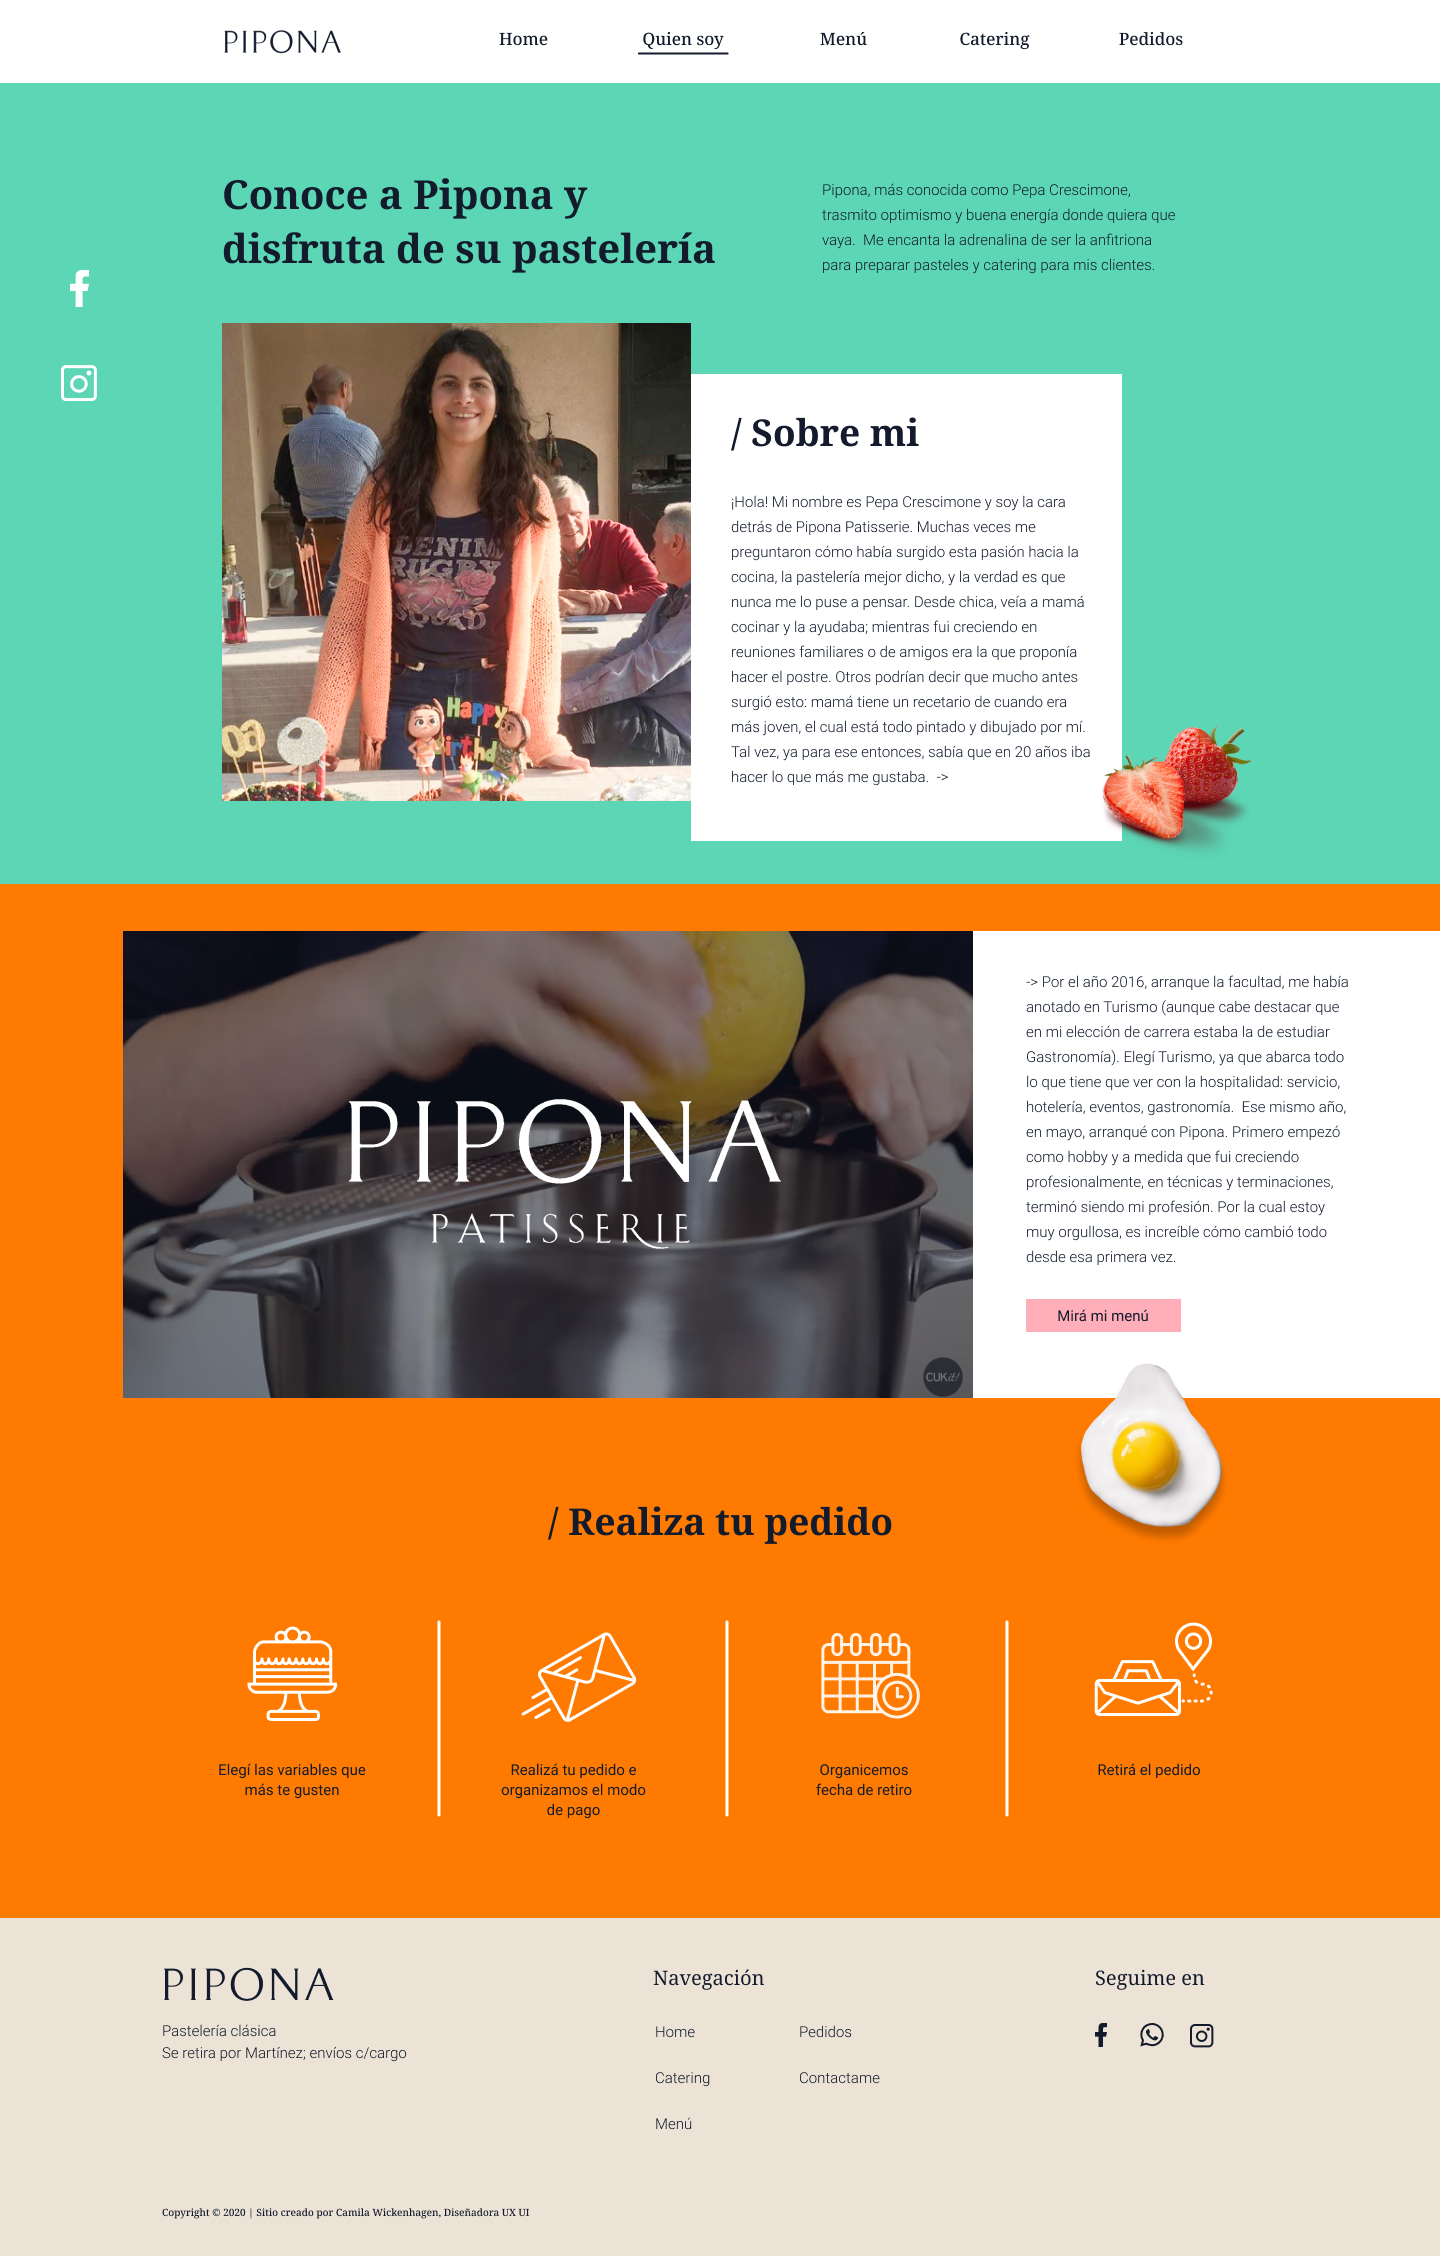 PIPONA
Home
Quien soy
Menú
Catering
Pedidos
Conoce a Pipona y
disfruta de su pastelería
Pipona, más conocida como Pepa Crescimone,
trasmito optimismo y buena energía donde quiera que
vaya.  Me encanta la adrenalina de ser la anfitriona
para preparar pasteles y catering para mis clientes.
DENIM
RUGBY
SQUAD
Happy
/ Sobre mi
¡Hola! Mi nombre es Pepa Crescimone y soy la cara
detrás de Pipona Patisserie. Muchas veces me
preguntaron cómo había surgido esta pasión hacia la
cocina, la pastelería mejor dicho, y la verdad es que
nunca me lo puse a pensar. Desde chica, veía a mamá
cocinar y la ayudaba; mientras fui creciendo en
reuniones familiares o de amigos era la que proponía
hacer el postre. Otros podrían decir que mucho antes
surgió esto: mamá tiene un recetario de cuando era
más joven, el cual está todo pintado y dibujado por mí.
Tal vez, ya para ese entonces, sabía que en 20 años iba
hacer lo que más me gustaba.  ->
PIPONA
PATISSERIE
CUKit!
-> Por el año 2016, arranque la facultad, me había
anotado en Turismo (aunque cabe destacar que
en mi elección de carrera estaba la de estudiar
Gastronomía). Elegí Turismo, ya que abarca todo
lo que tiene que ver con la hospitalidad: servicio,
hotelería, eventos, gastronomía.  Ese mismo año,
en mayo, arranqué con Pipona. Primero empezó
como hobby y a medida que fui creciendo
profesionalmente, en técnicas y terminaciones,
terminó siendo mi profesión. Por la cual estoy
muy orgullosa, es increíble cómo cambió todo
desde esa primera vez.
Mirá mi menú
/ Realiza tu pedido
Elegí las variables que
más te gusten
Realizá tu pedido e
organizamos el modo
de pago
Organicemos
fecha de retiro
Retirá el pedido
PIPONA
Pastelería clásica
Se retira por Martínez; envíos c/cargo
Navegación
Home
Pedidos
Catering
Contactame
Menú
Seguime en
Copyright © 2020 | Sitio creado por Camila Wickenhagen, Diseñadora UX UI